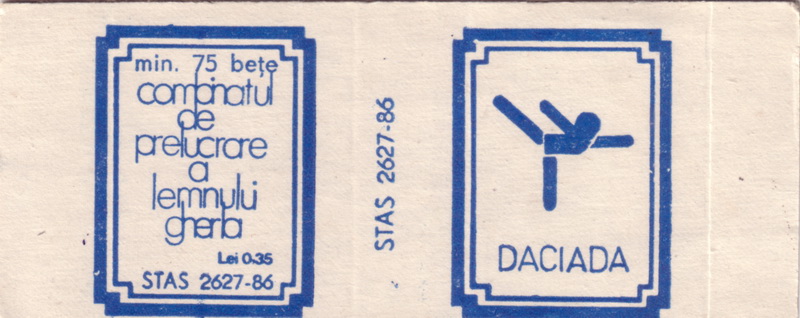 min. 75 bețe
combinatul
de
prelucrare
a
lemnului
gherla
Lei 0.35
STAS 2627-86
STAS 2627-86
DACIADA